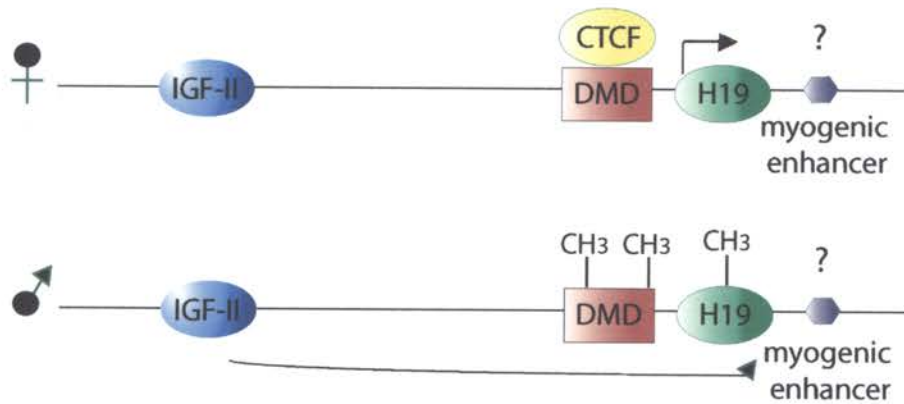 CTCF
?
IGF-II
DMD
H19
myogenic
enhancer
CH3
CH3
CH3
?
IGF-II
DMD
H19
myogenic
enhancer